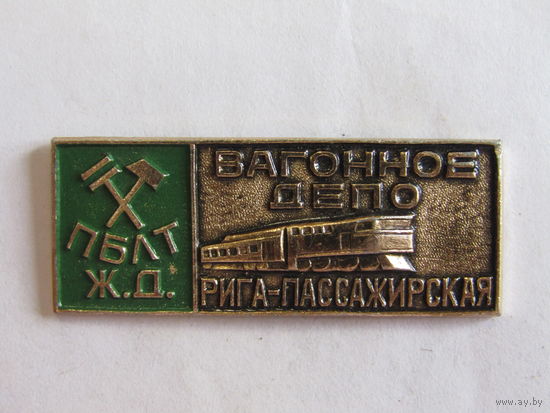 ПБЛТ
Ж.Д.
ВАГОННОЕ
ДЕПО
РИГА-ПАССАЖИРСКАЯ
www.ay.by